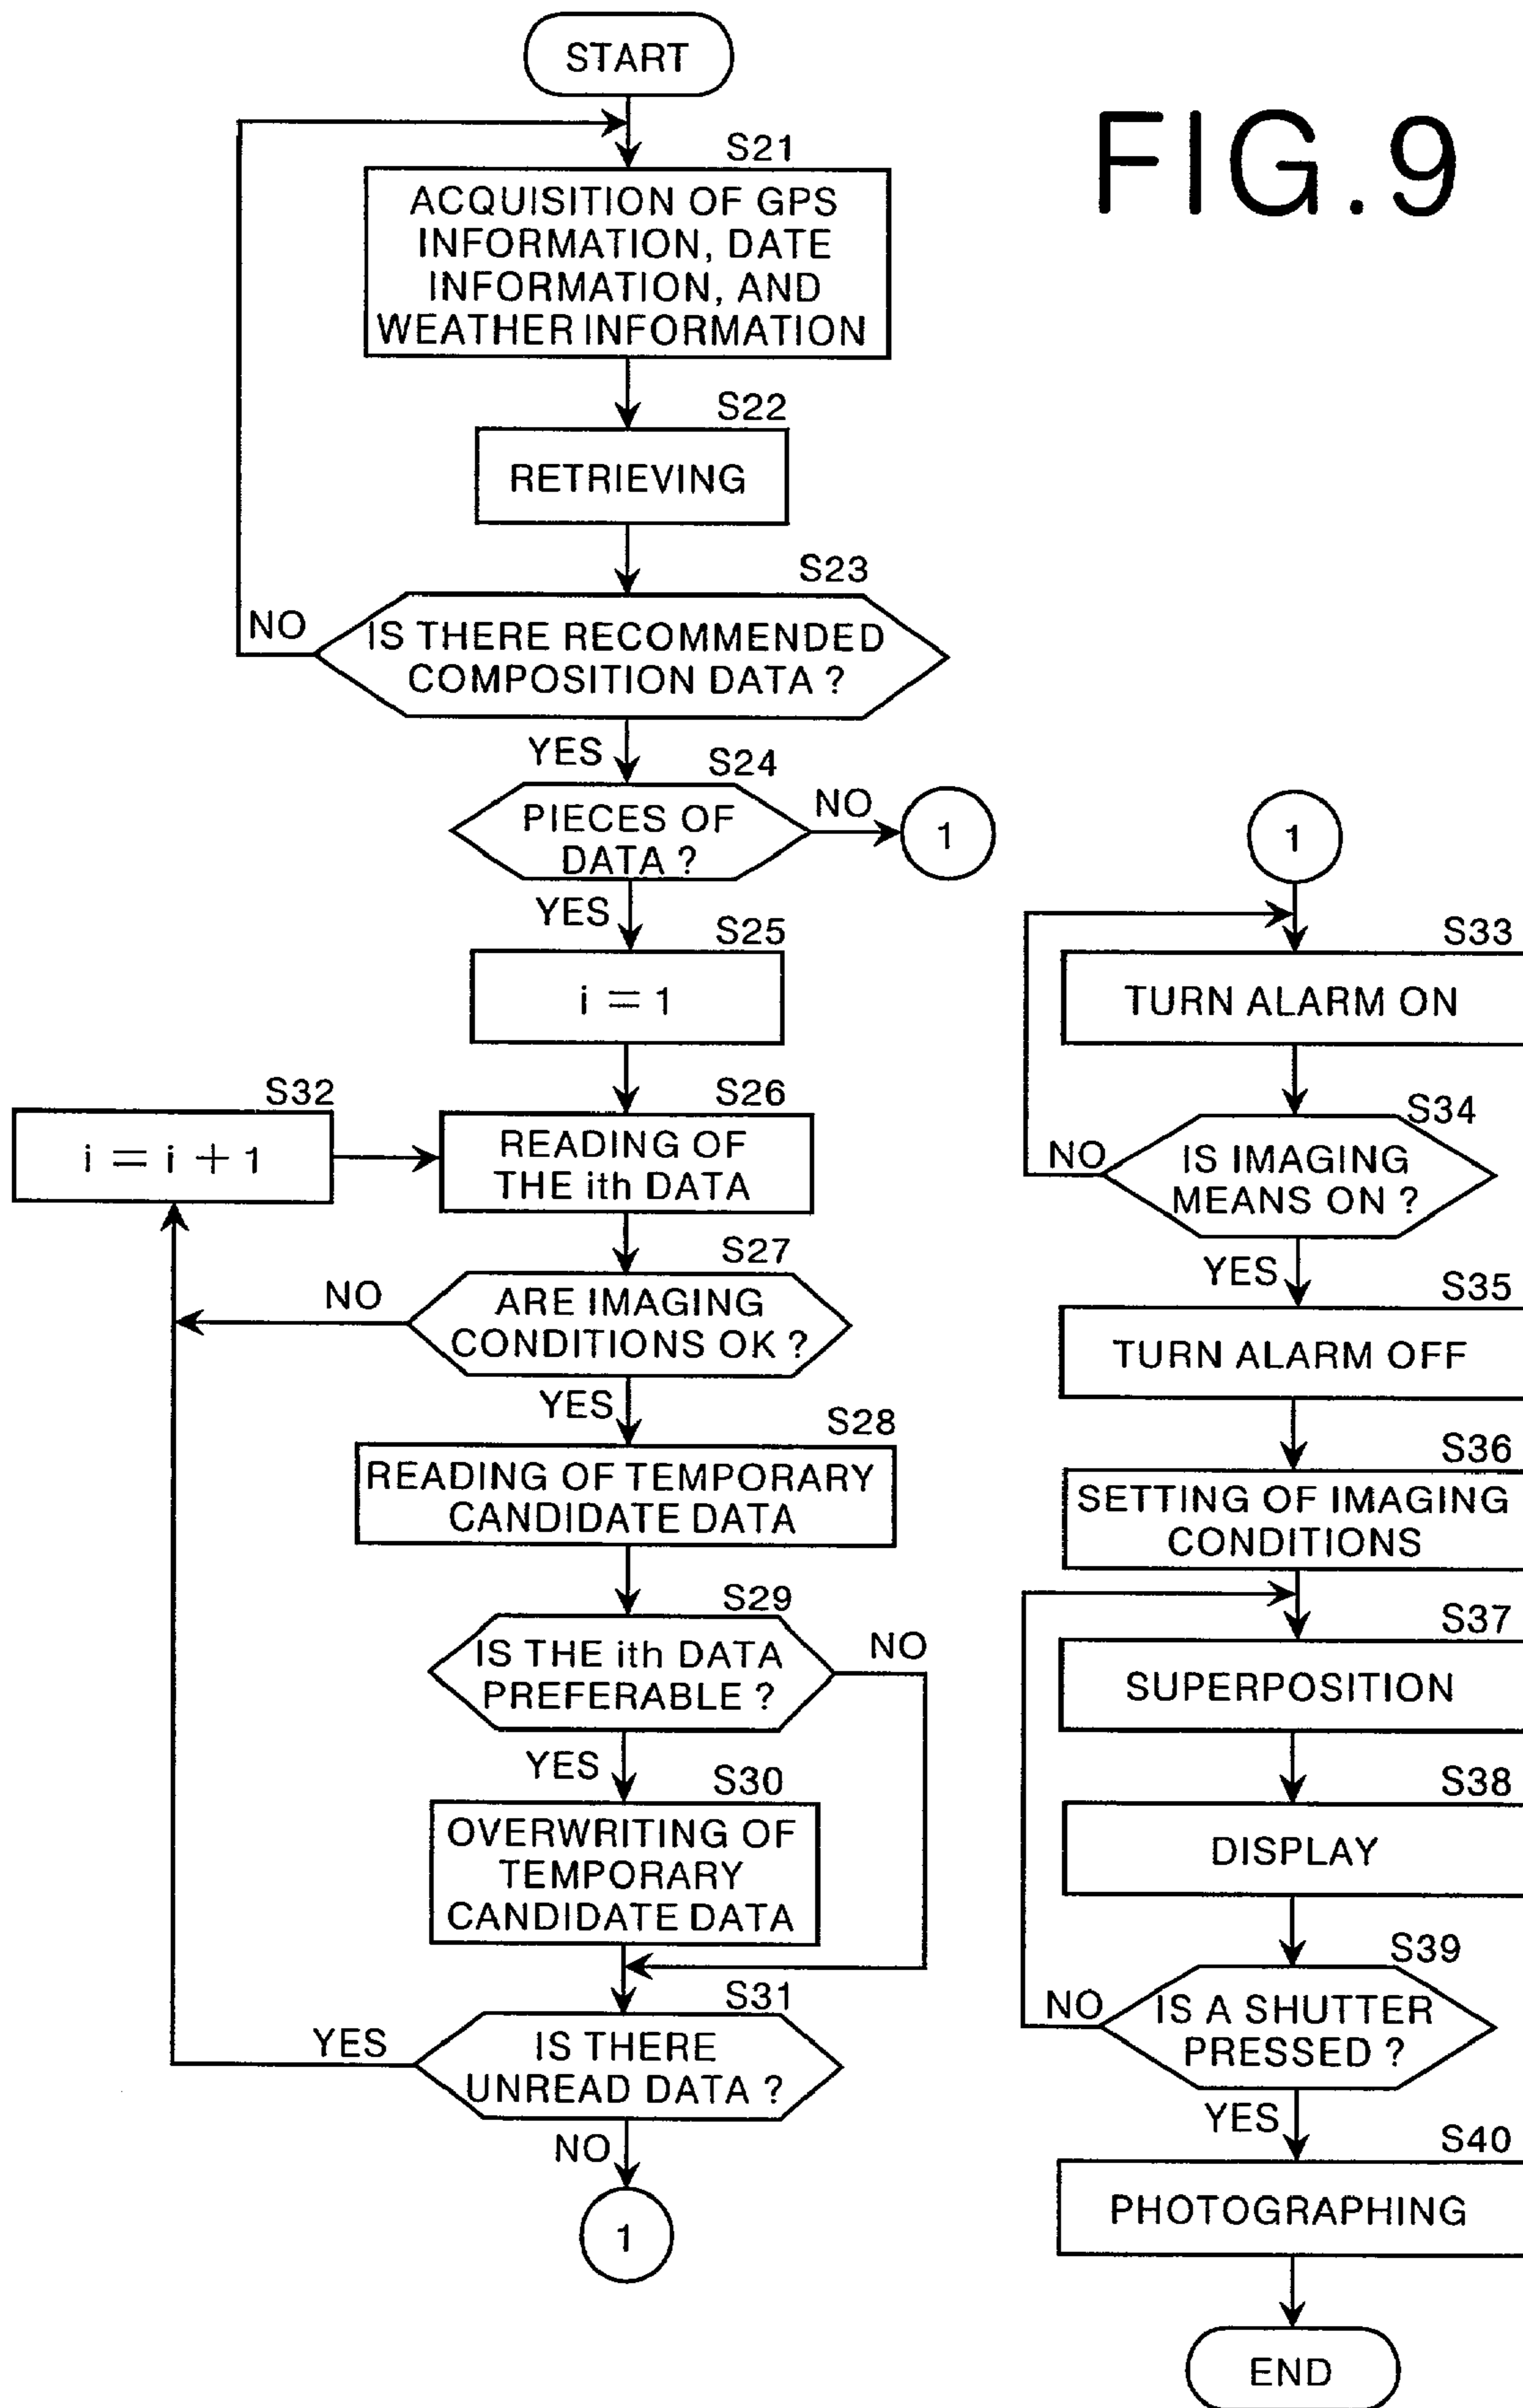 FIG.9
START
S21
ACQUISITION OF GPS
INFORMATION, DATE
INFORMATION, AND
WEATHER INFORMATION
S22
RETRIEVING
S23
NO
IS THERE RECOMMENDED
COMPOSITION DATA ?
YES
S24
PIECES OF
DATA ?
NO
1
YES
S25
i = 1
S32
i = i + 1
S26
READING OF
THE ith DATA
S27
NO
ARE IMAGING
CONDITIONS OK ?
YES
S28
READING OF TEMPORARY
CANDIDATE DATA
S29
IS THE ith DATA
PREFERABLE ?
NO
YES
S30
OVERWRITING OF
TEMPORARY
CANDIDATE DATA
S31
YES
IS THERE
UNREAD DATA ?
NO
1
1
S33
TURN ALARM ON
S34
NO
IS IMAGING
MEANS ON ?
YES
S35
TURN ALARM OFF
S36
SETTING OF IMAGING
CONDITIONS
S37
SUPERPOSITION
S38
DISPLAY
S39
NO
IS A SHUTTER
PRESSED ?
YES
S40
PHOTOGRAPHING
END